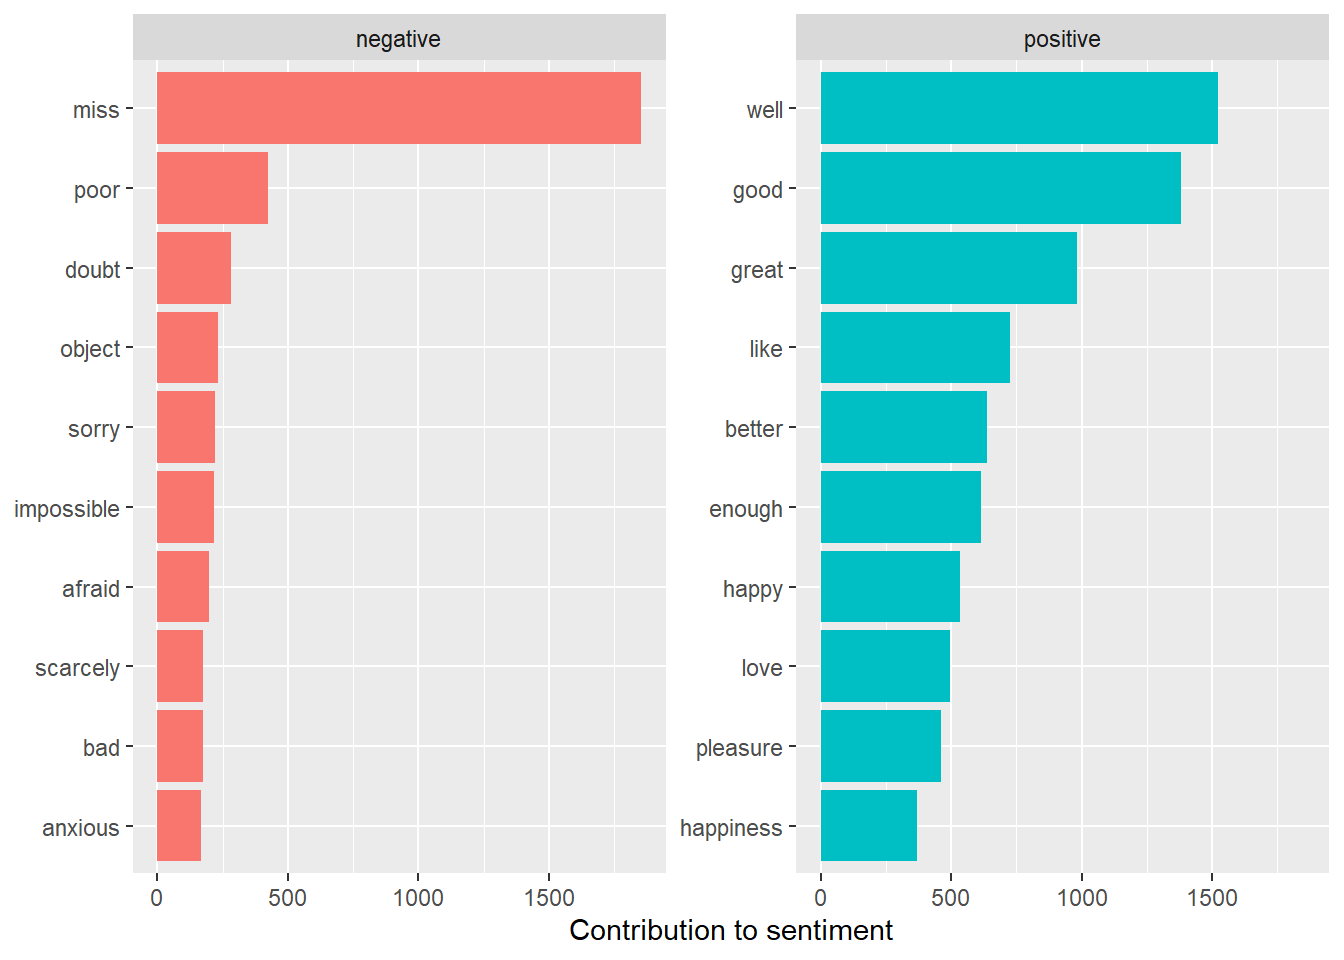 negative
miss
poor
doubt
object
sorry
impossible
afraid
scarcely
bad
anxious
0 500 1000 1500
positive
well
good
great
like
better
enough
happy
love
pleasure
happiness
0 500 1000 1500
Contribution to sentiment